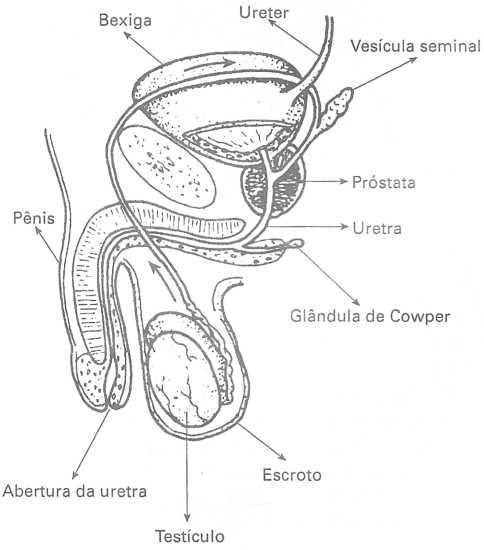 Ureter
Bexiga
Vesícula seminal
Próstata
Pênis
Uretra
Glândula de Cowper
Escroto
Abertura da uretra
Testículo